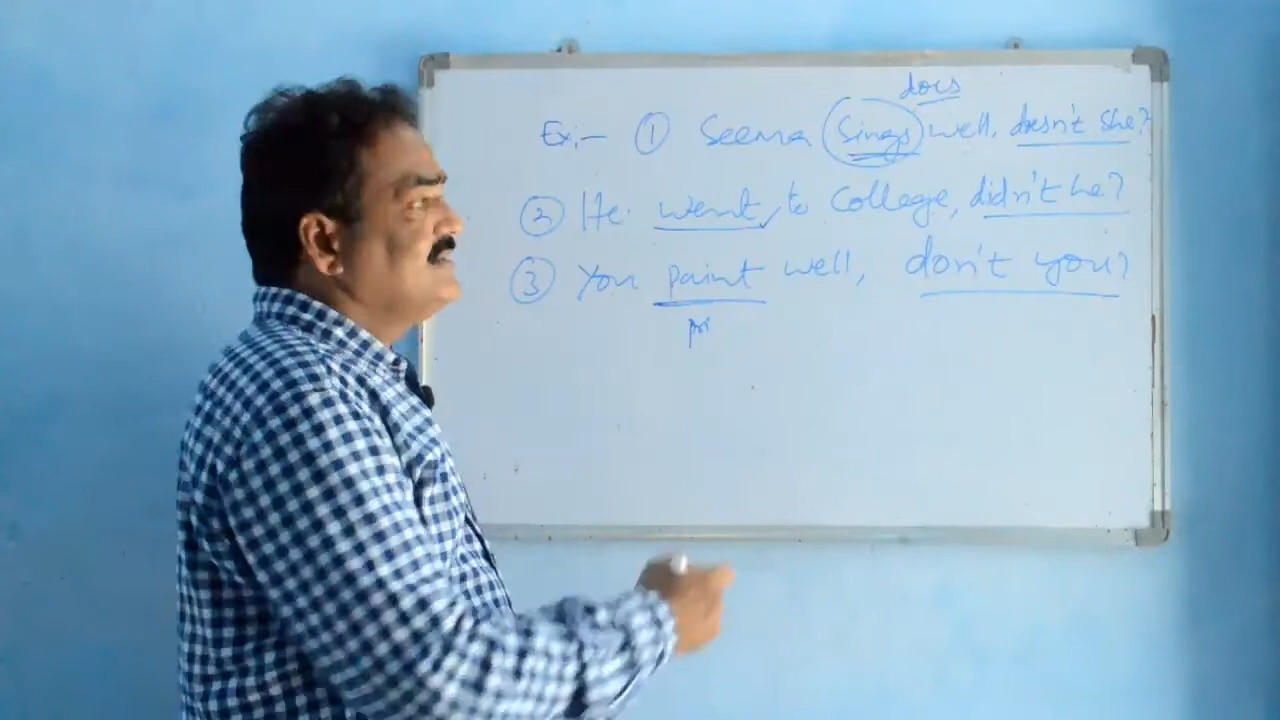 does
Ex:- ① Seema Sings well, doesn't she?
② He went to College, didn't he?
③ You paint well, don't you?